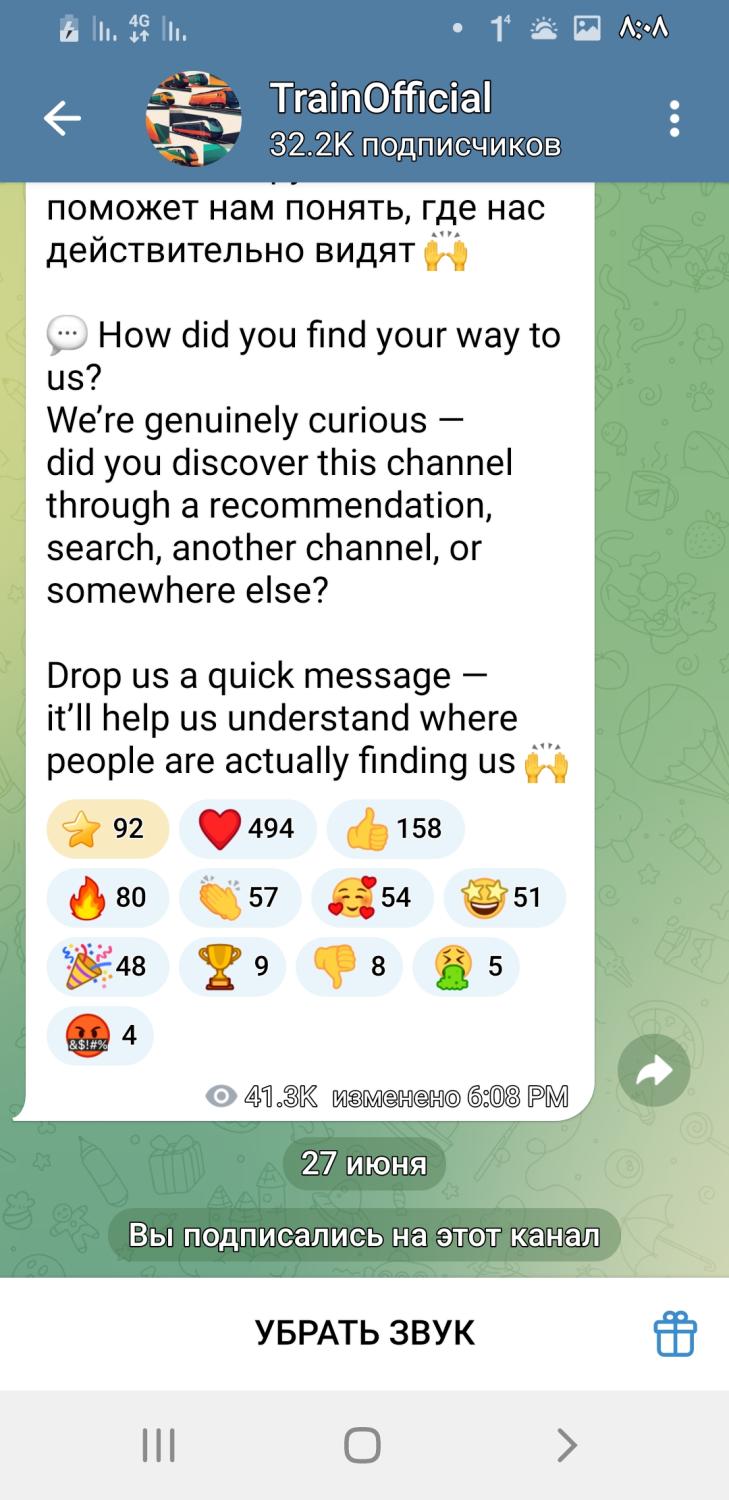 4G
1⁴
٨:٠٨
TrainOfficial
32.2K подписчиков
поможет нам понять, где нас
действительно видят 🙌
💬 How did you find your way to
us?
We’re genuinely curious —
did you discover this channel
through a recommendation,
search, another channel, or
somewhere else?
Drop us a quick message —
it’ll help us understand where
people are actually finding us 🙌
⭐ 92 ❤️ 494 👍 158
🔥 80 👏 57 🥰 54 🤩 51
🎉 48 🏆 9 👎 8 🤮 5
🤬 4
41.3K изменено 6:08 PM
27 июня
Вы подписались на этот канал
УБРАТЬ ЗВУК